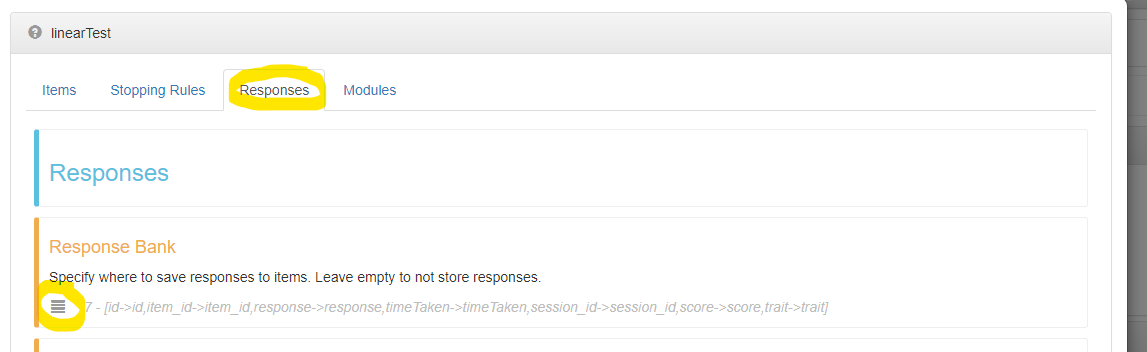 linearTest
Items Stopping Rules Responses Modules
Responses
Response Bank
Specify where to save responses to items. Leave empty to not store responses.
7 - [id->id,item_id->item_id,response->response,timeTaken->timeTaken,session_id->session_id,score->score,trait->trait]